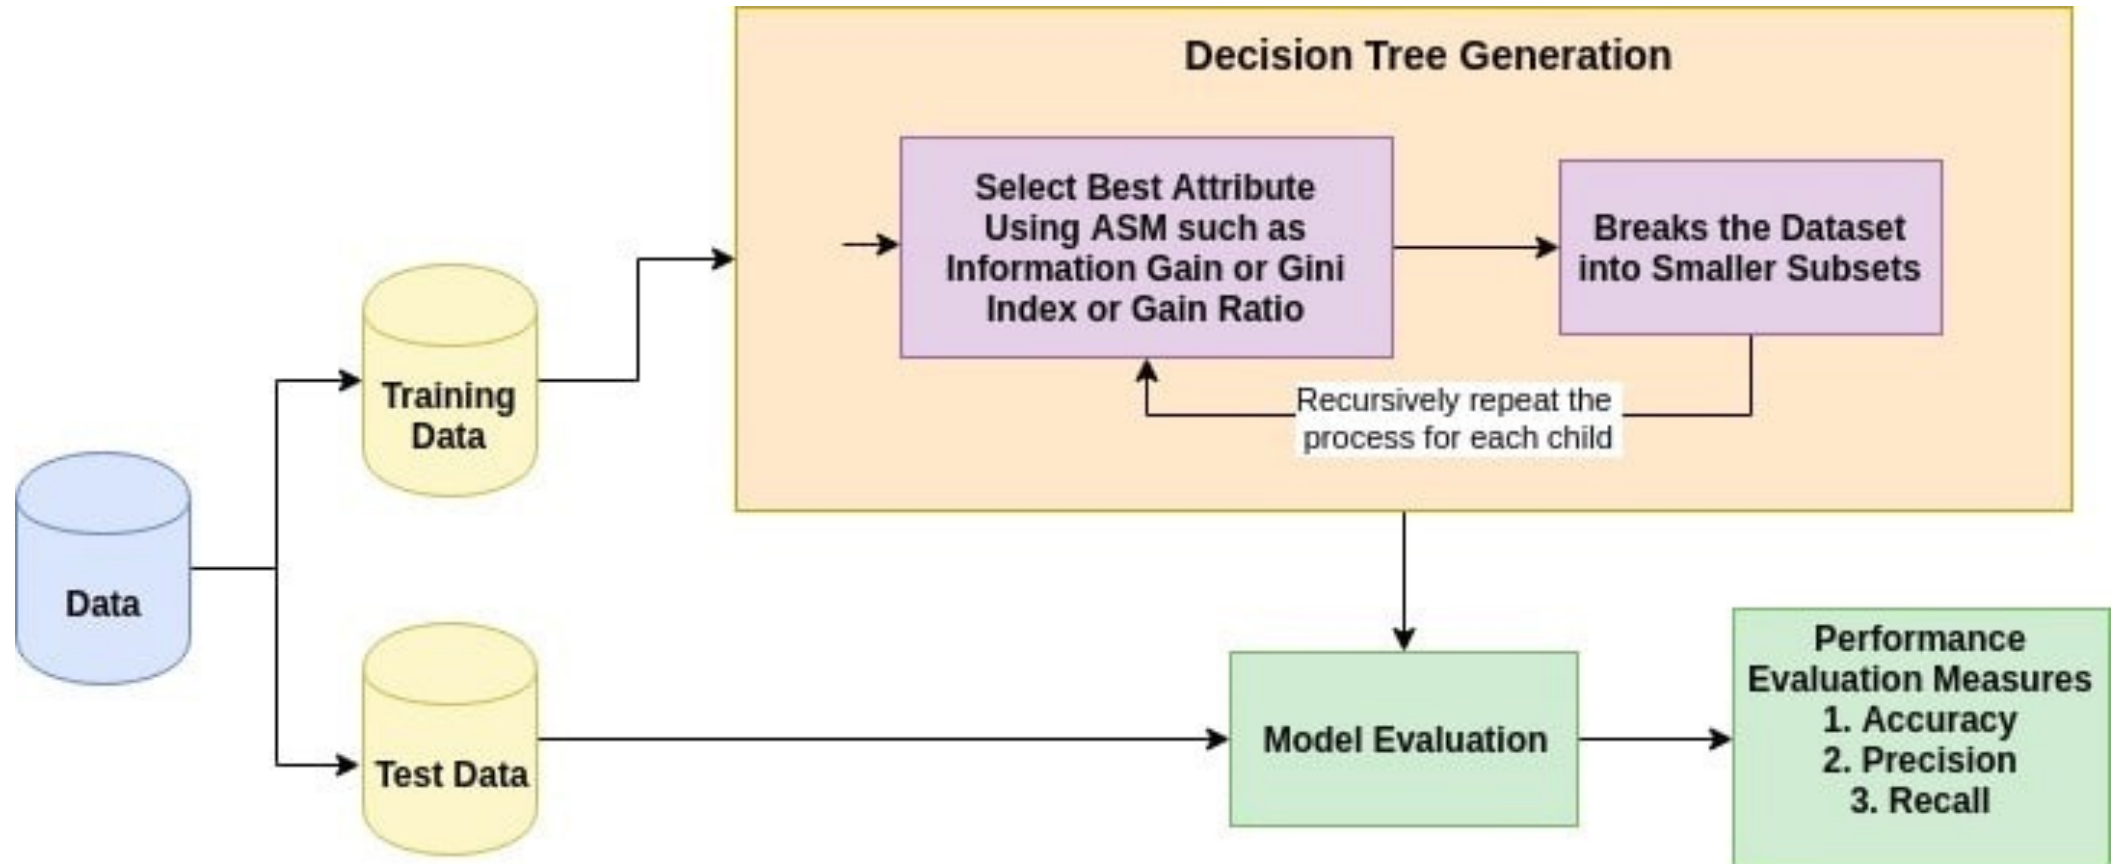 Decision Tree Generation
Select Best Attribute
Using ASM such as
Information Gain or Gini
Index or Gain Ratio
Breaks the Dataset
into Smaller Subsets
Recursively repeat the
process for each child
Training
Data
Data
Test Data
Model Evaluation
Performance
Evaluation Measures
1. Accuracy
2. Precision
3. Recall